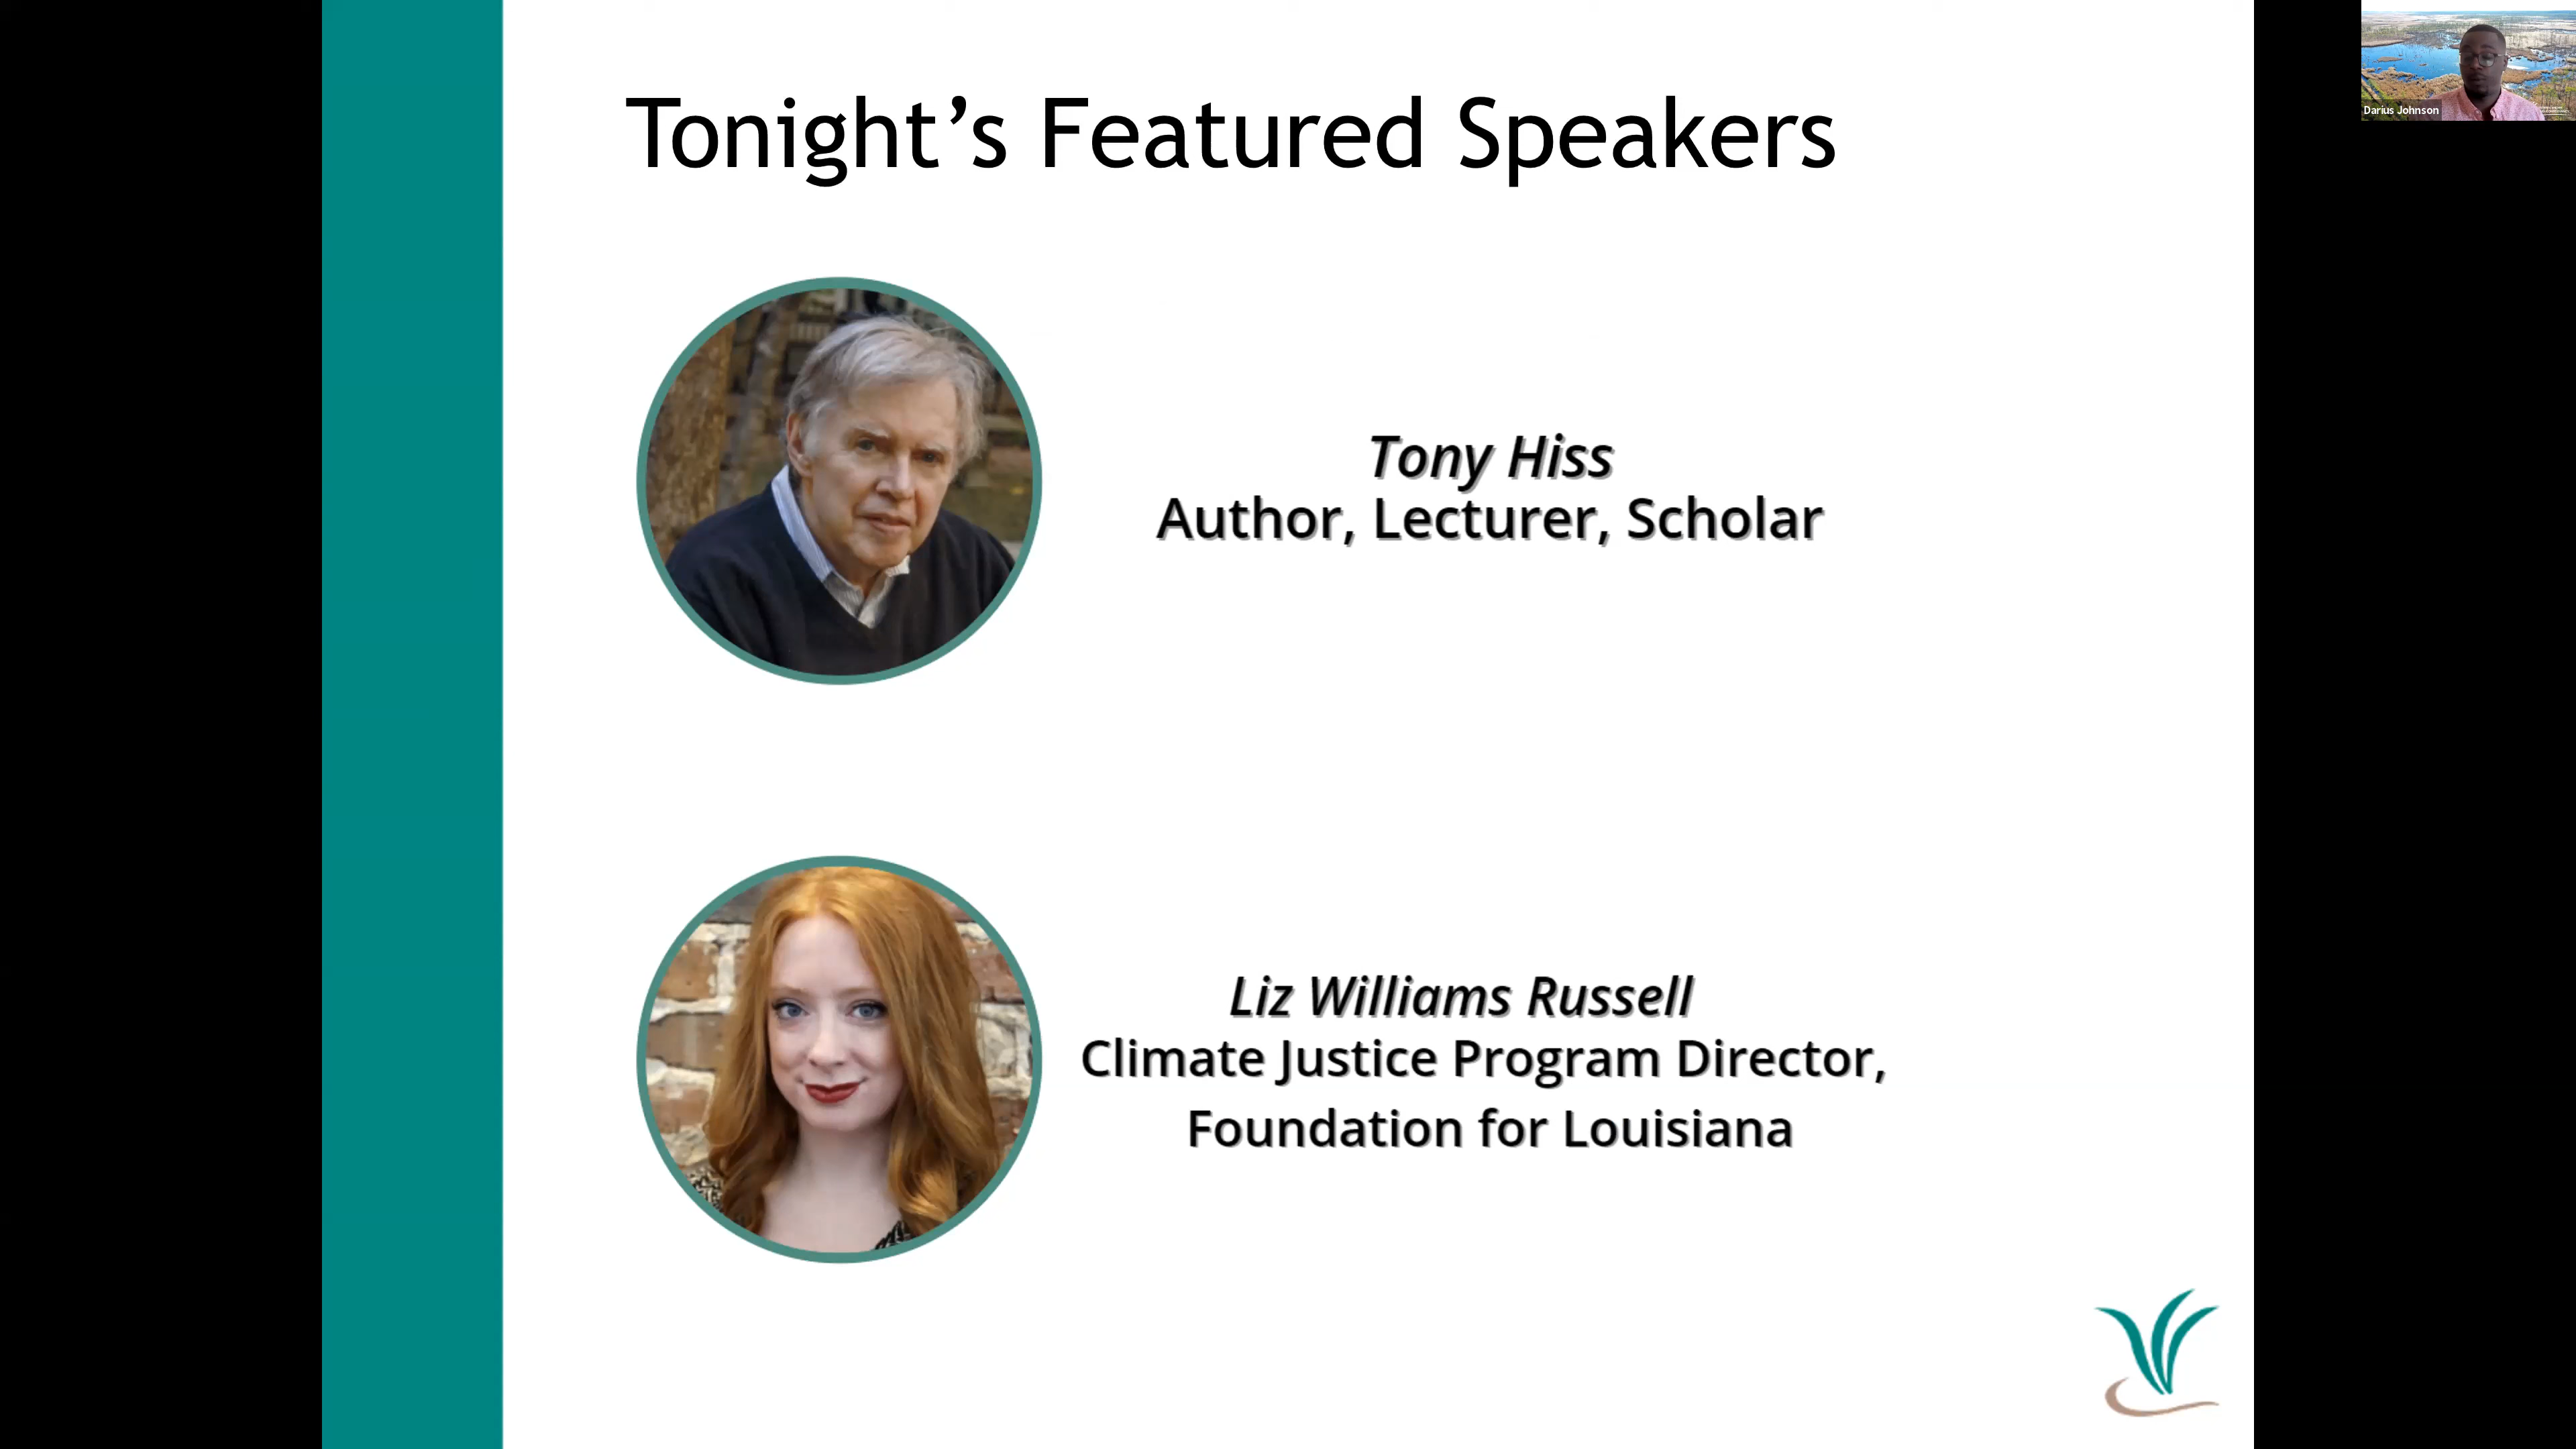 Tonight’s Featured Speakers
Tony Hiss
Author, Lecturer, Scholar
Liz Williams Russell
Climate Justice Program Director,
Foundation for Louisiana
Darius Johnson